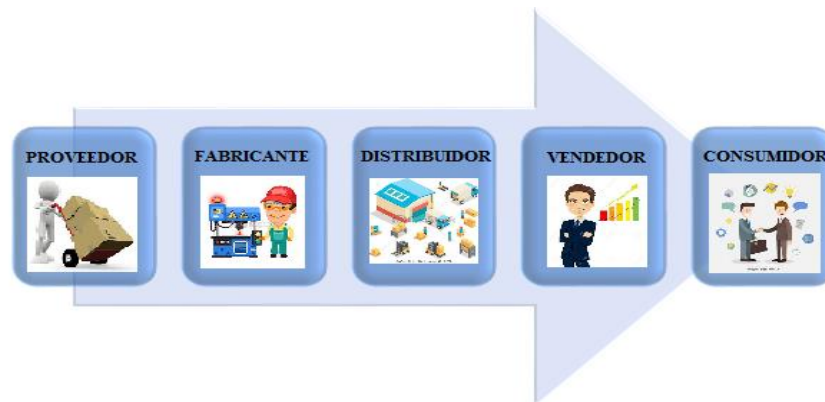 PROVEEDOR
FABRICANTE
DISTRIBUIDOR
VENDEDOR
CONSUMIDOR